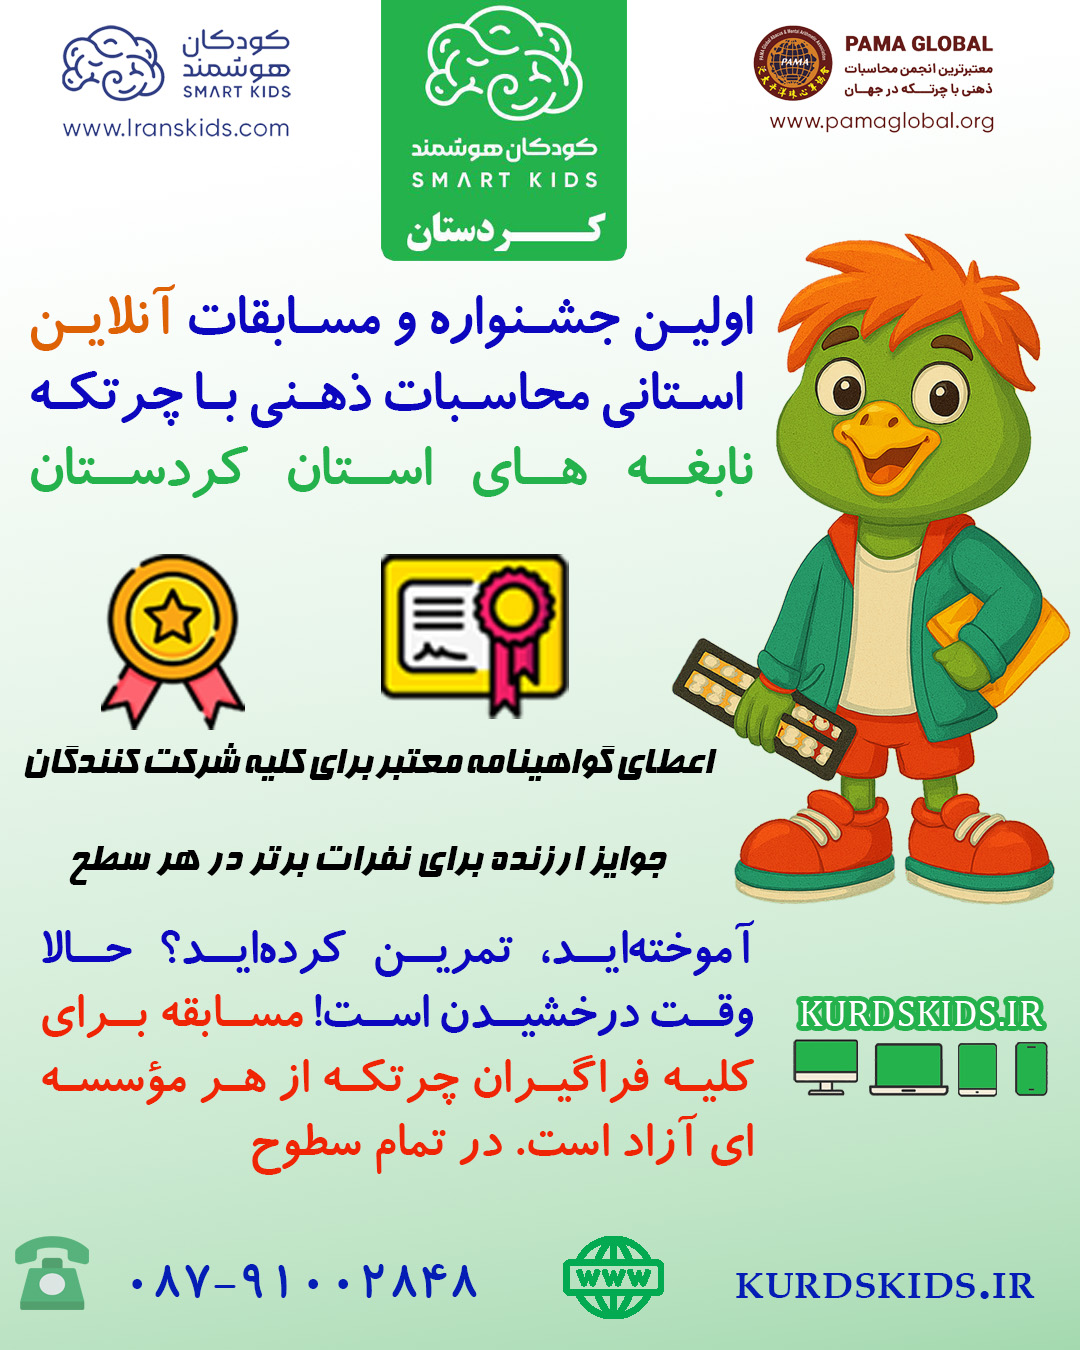 کودکان
هوشمند
SMART KIDS
www.Iranskids.com
کودکان هوشمند
SMART KIDS
کردستان
PAMA
PAMA GLOBAL
معتبرترین انجمن محاسبات
ذهنی با چرتکه در جهان
www.pamaglobal.org
اولین جشنواره و مسابقات آنلاین
استانی محاسبات ذهنی با چرتکه
نابغه های استان کردستان
اعطای گواهینامه معتبر برای کلیه شرکت کنندگان
جوایز ارزنده برای نفرات برتر در هر سطح
آموخته‌اید، تمرین کرده‌اید؟ حالا
وقت درخشیدن است! مسابقه برای
کلیه فراگیران چرتکه از هر مؤسسه
ای آزاد است. در تمام سطوح
KURDSKIDS.IR
۰۸۷-۹۱۰۰۲۸۴۸
WWW
KURDSKIDS.IR